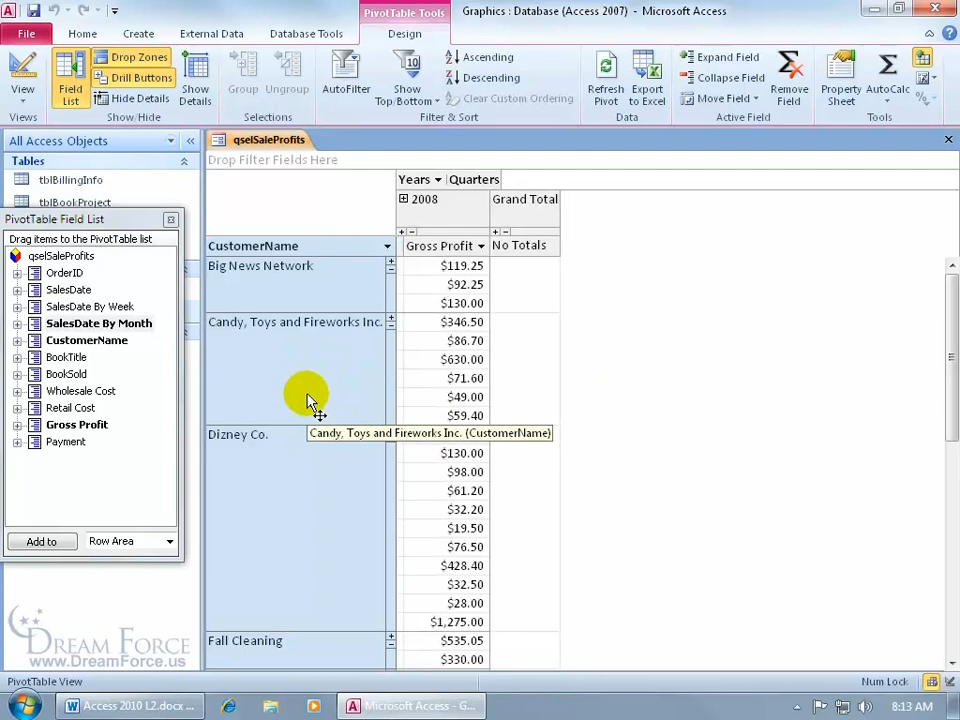 PivotTable Tools
Graphics : Database (Access 2007) - Microsoft Access
File
Home
Create
External Data
Database Tools
Design
View
Field List
Drop Zones
Drill Buttons
Hide Details
Show Details
Group
Ungroup
AutoFilter
Show Top/Bottom
Ascending
Descending
Clear Custom Ordering
Refresh Pivot
Export to Excel
Expand Field
Collapse Field
Move Field
Remove Field
Property Sheet
AutoCalc
Views
Show/Hide
Selections
Filter & Sort
Data
Active Field
Tools
All Access Objects
Tables
tblBillingInfo
tblBookProject
PivotTable Field List
Drag items to the PivotTable list
qselSaleProfits
OrderID
SalesDate
SalesDate By Week
SalesDate By Month
CustomerName
BookTitle
BookSold
Wholesale Cost
Retail Cost
Gross Profit
Payment
Add to
Row Area
DREAM FORCE
www.DreamForce.us
qselSaleProfits
Drop Filter Fields Here
Years Quarters
2008 Grand Total
CustomerName Gross Profit No Totals
Big News Network $119.25
$92.25
$130.00
Candy, Toys and Fireworks Inc. $346.50
$86.70
$630.00
$71.60
$49.00
$59.40
Candy, Toys and Fireworks Inc. (CustomerName)
Dizney Co.
$130.00
$98.00
$61.20
$32.20
$19.50
$76.50
$428.40
$32.50
$28.00
$1,275.00
Fall Cleaning $535.05
$330.00
PivotTable View
Num Lock
Access 2010 L2.docx ...
Microsoft Access - G...
8:13 AM